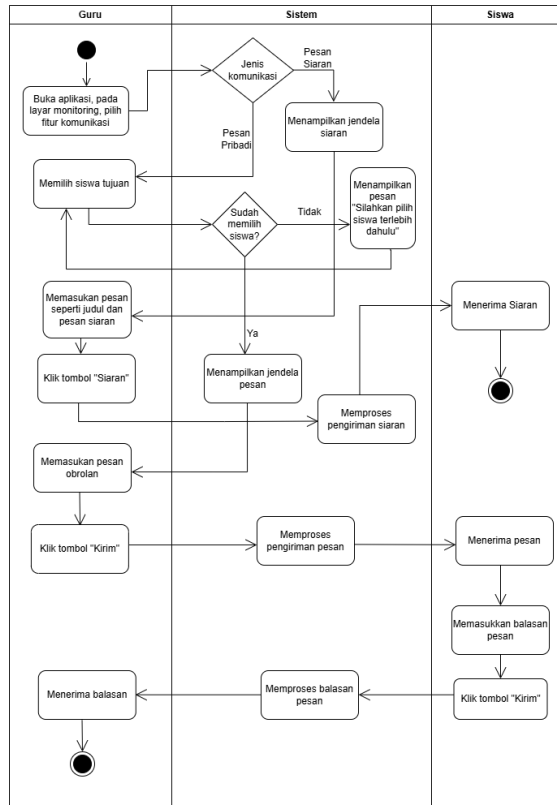 Guru
Sistem
Siswa
Buka aplikasi, pada
layar monitoring, pilih
fitur komunikasi
Jenis
komunikasi
Pesan
Siaran
Pesan
Pribadi
Menampilkan jendela
siaran
Memilih siswa tujuan
Sudah
memilih
siswa?
Tidak
Menampilkan
pesan
"Silahkan pilih
siswa terlebih
dahulu"
Memasukan pesan
seperti judul dan
pesan siaran
Menerima Siaran
Ya
Klik tombol "Siaran"
Menampilkan jendela
pesan
Memproses
pengiriman siaran
Memasukan pesan
obrolan
Klik tombol "Kirim"
Memproses
pengiriman pesan
Menerima pesan
Memasukkan balasan
pesan
Menerima balasan
Memproses balasan
pesan
Klik tombol "Kirim"